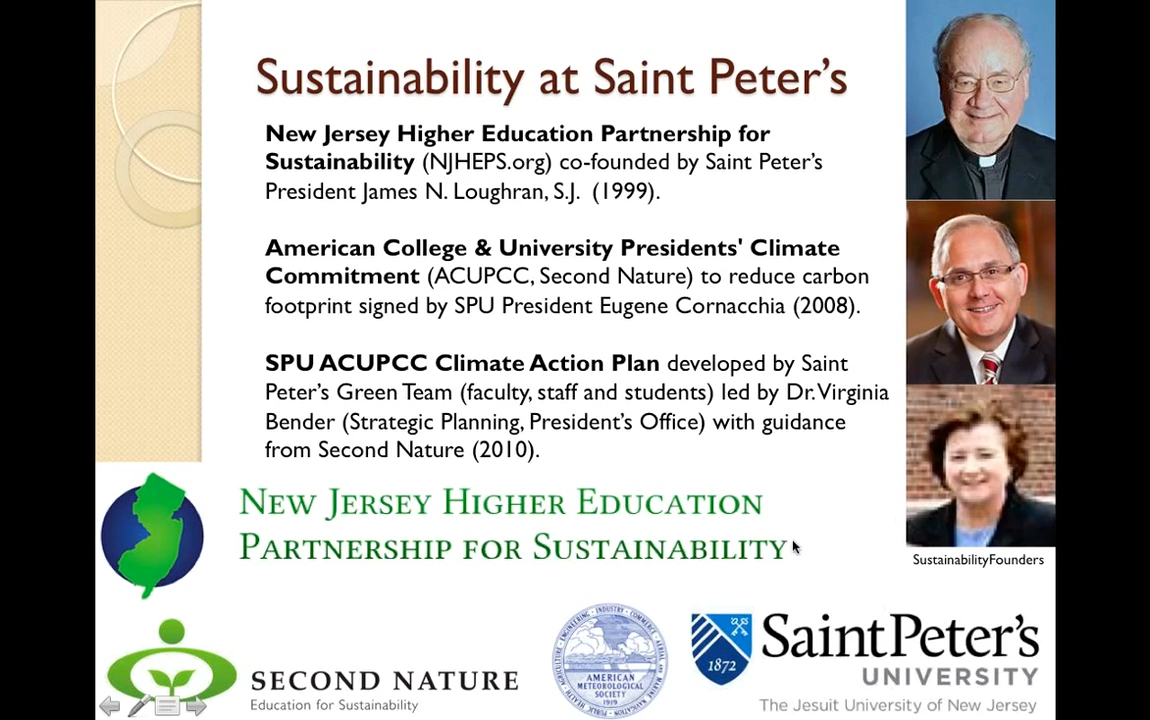 Sustainability at Saint Peter's
New Jersey Higher Education Partnership for
Sustainability (NJHEPS.org) co-founded by Saint Peter's
President James N. Loughran, S.J. (1999).
American College & University Presidents' Climate
Commitment (ACUPCC, Second Nature) to reduce carbon
footprint signed by SPU President Eugene Cornacchia (2008).
SPU ACUPCC Climate Action Plan developed by Saint
Peter's Green Team (faculty, staff and students) led by Dr. Virginia
Bender (Strategic Planning, President's Office) with guidance
from Second Nature (2010).
SustainabilityFounders
New Jersey Higher Education
Partnership for Sustainability
SECOND NATURE
Education for Sustainability
AMERICAN
METEOROLOGICAL
SOCIETY
1919
1872
Saint Peter's
UNIVERSITY
The Jesuit University of New Jersey